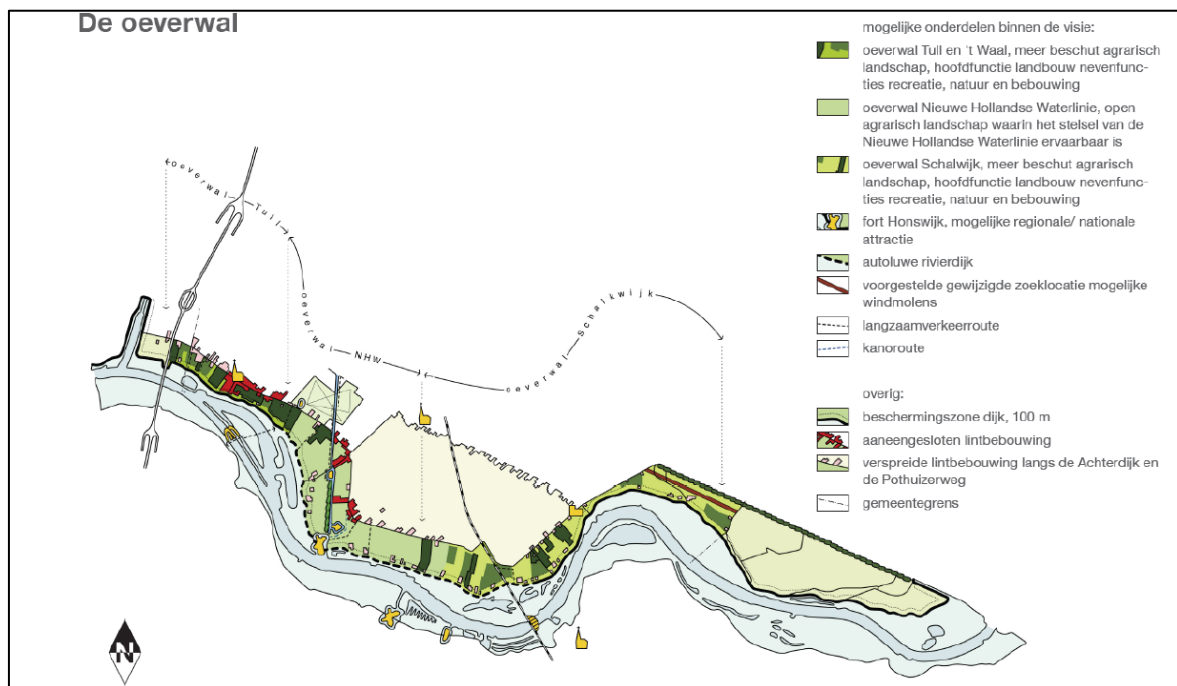 De oeverwal
mogelijke onderdelen binnen de visie:
oeverwal Tull en 't Waal, meer beschut agrarisch
landschap, hoofdfunctie landbouw nevenfunc-
ties recreatie, natuur en bebouwing
oeverwal Nieuwe Hollandse Waterlinie, open
agrarisch landschap waarin het stelsel van de
Nieuwe Hollandse Waterlinie ervaarbaar is
oeverwal Schalwijk, meer beschut agrarisch
landschap, hoofdfunctie landbouw nevenfunc-
ties recreatie, natuur en bebouwing
fort Honswijk, mogelijke regionale/ nationale
attractie
autoluwe rivierdijk
voorgestelde gewijzigde zoeklocatie mogelijke
windmolens
langzaamverkeerroute
kanoroute
overig:
beschermingszone dijk, 100 m
aaneengesloten lintbebouwing
verspreide lintbebouwing langs de Achterdijk en
de Pothuizerweg
gemeentegrens
oeverwal Tull
oeverwal NHW
oeverwal Schalkwijk
N